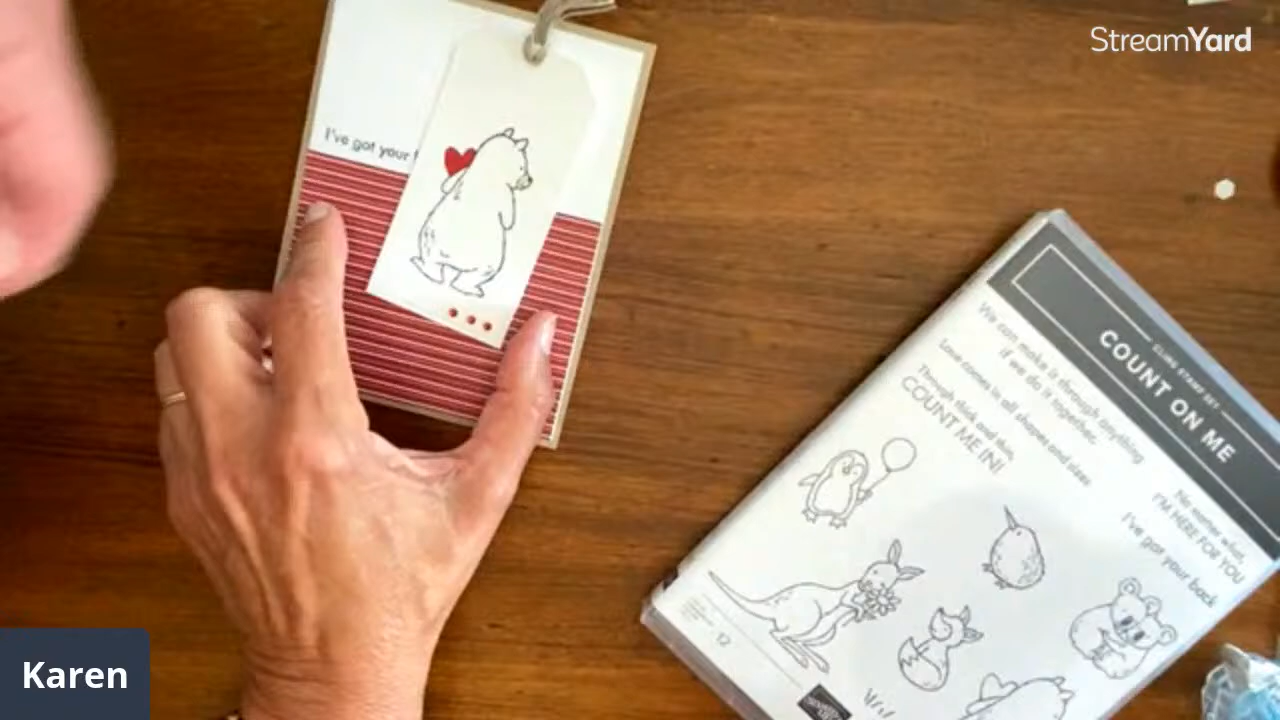 StreamYard
I've got your
CLING STAMP SET
COUNT ON ME
We can make it through anything
if we do it together.
Love comes in all shapes and sizes
Through thick and thin,
COUNT ME IN!
No matter what,
I'M HERE FOR YOU
I've got your back
12
Karen